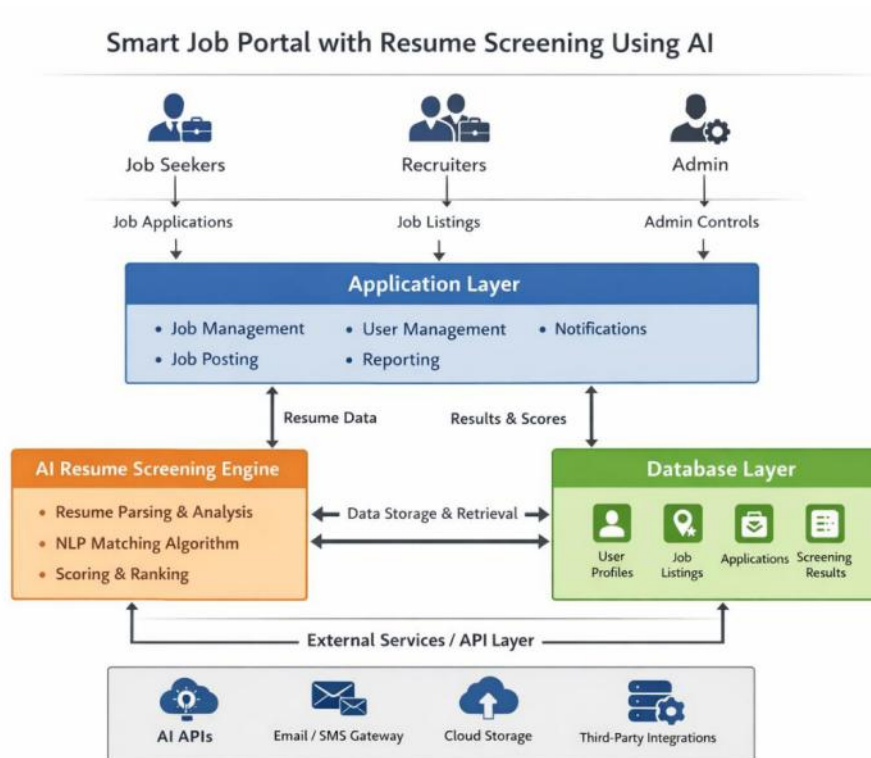 Smart Job Portal with Resume Screening Using AI
Job Seekers
Recruiters
Admin
Job Applications
Job Listings
Admin Controls
Application Layer
• Job Management
• User Management
• Notifications
• Job Posting
• Reporting
Resume Data
Results & Scores
AI Resume Screening Engine
• Resume Parsing & Analysis
• NLP Matching Algorithm
• Scoring & Ranking
Data Storage & Retrieval
Database Layer
User
Profiles
Job
Listings
Applications
Screening
Results
External Services / API Layer
AI APIs
Email / SMS Gateway
Cloud Storage
Third-Party Integrations